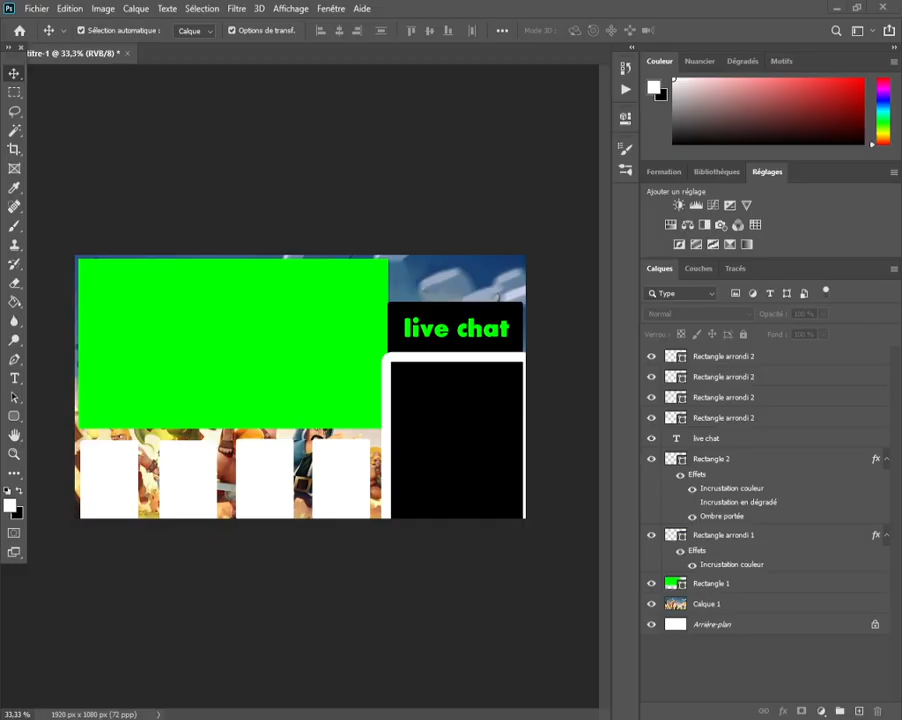 Ps Fichier Edition Image Calque Texte Sélection Filtre 3D Affichage Fenêtre Aide
Sélection automatique : Calque Options de transf. Mode 3D :
titre-1 @ 33,3% (RVB/8) * ×
Couleur Nuancier Dégradés Motifs
Formation Bibliothèques Réglages
Ajouter un réglage
Calques Couches Tracés
Type
Normal Opacité : 100 %
Verrou : Fond : 100 %
Rectangle arrondi 2
Rectangle arrondi 2
Rectangle arrondi 2
Rectangle arrondi 2
T live chat
Rectangle 2 fx
Effets
Incrustation couleur
Incrustation en dégradé
Ombre portée
Rectangle arrondi 1 fx
Effets
Incrustation couleur
Rectangle 1
Calque 1
Arrière-plan
live chat
33,33 % 1920 px x 1080 px (72 ppp)